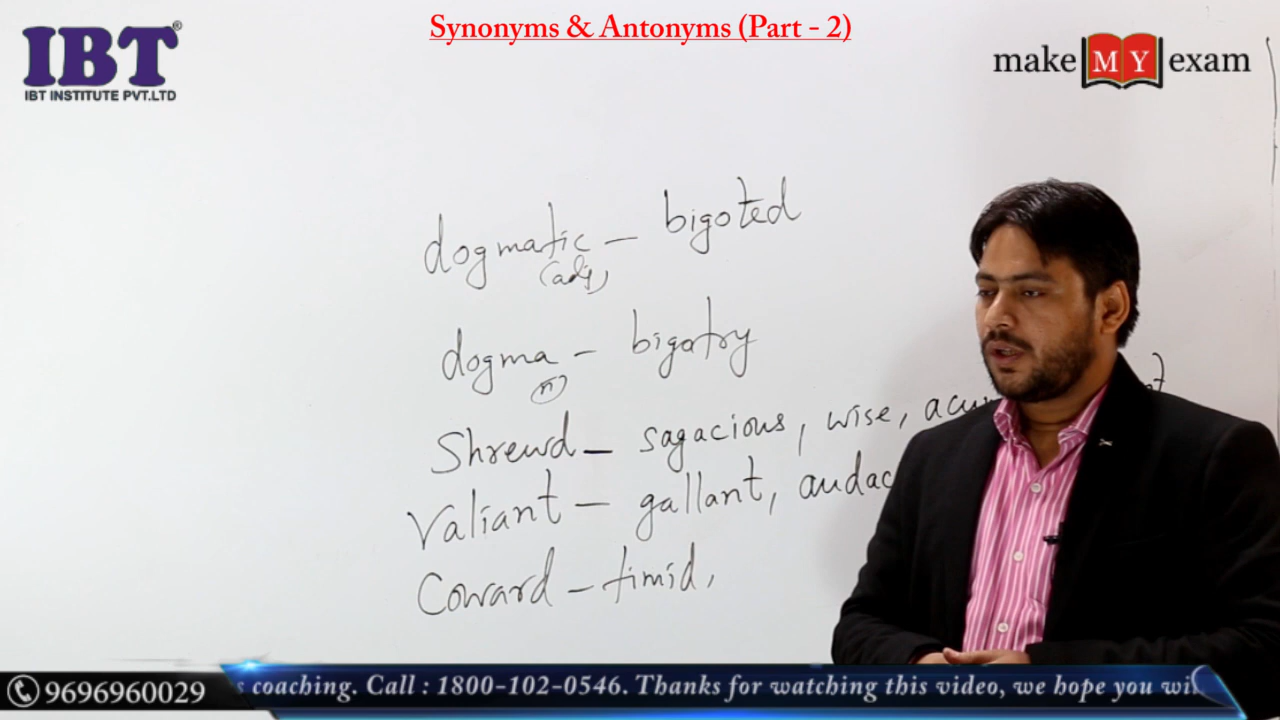 Synonyms & Antonyms (Part - 2)
IBT®
IBT INSTITUTE PVT.LTD
make MY exam
dogmatic - bigoted
(adj)
dogma - bigotry
(n)
Shrewd - sagacious, wise,
Valiant - gallant,
Coward - timid,
9696960029
coaching. Call : 1800-102-0546. Thanks for watching this video, we hope you